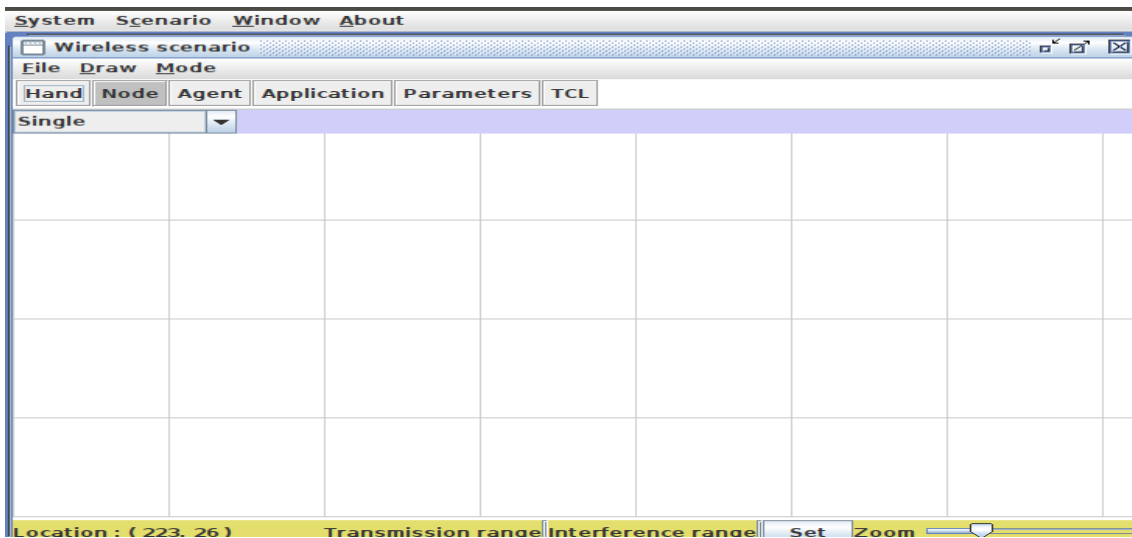 System Scenario Window About
Wireless scenario
File Draw Mode
Hand Node Agent Application Parameters TCL
Single
Location : ( 223, 26 ) Transmission range Interference range Set Zoom